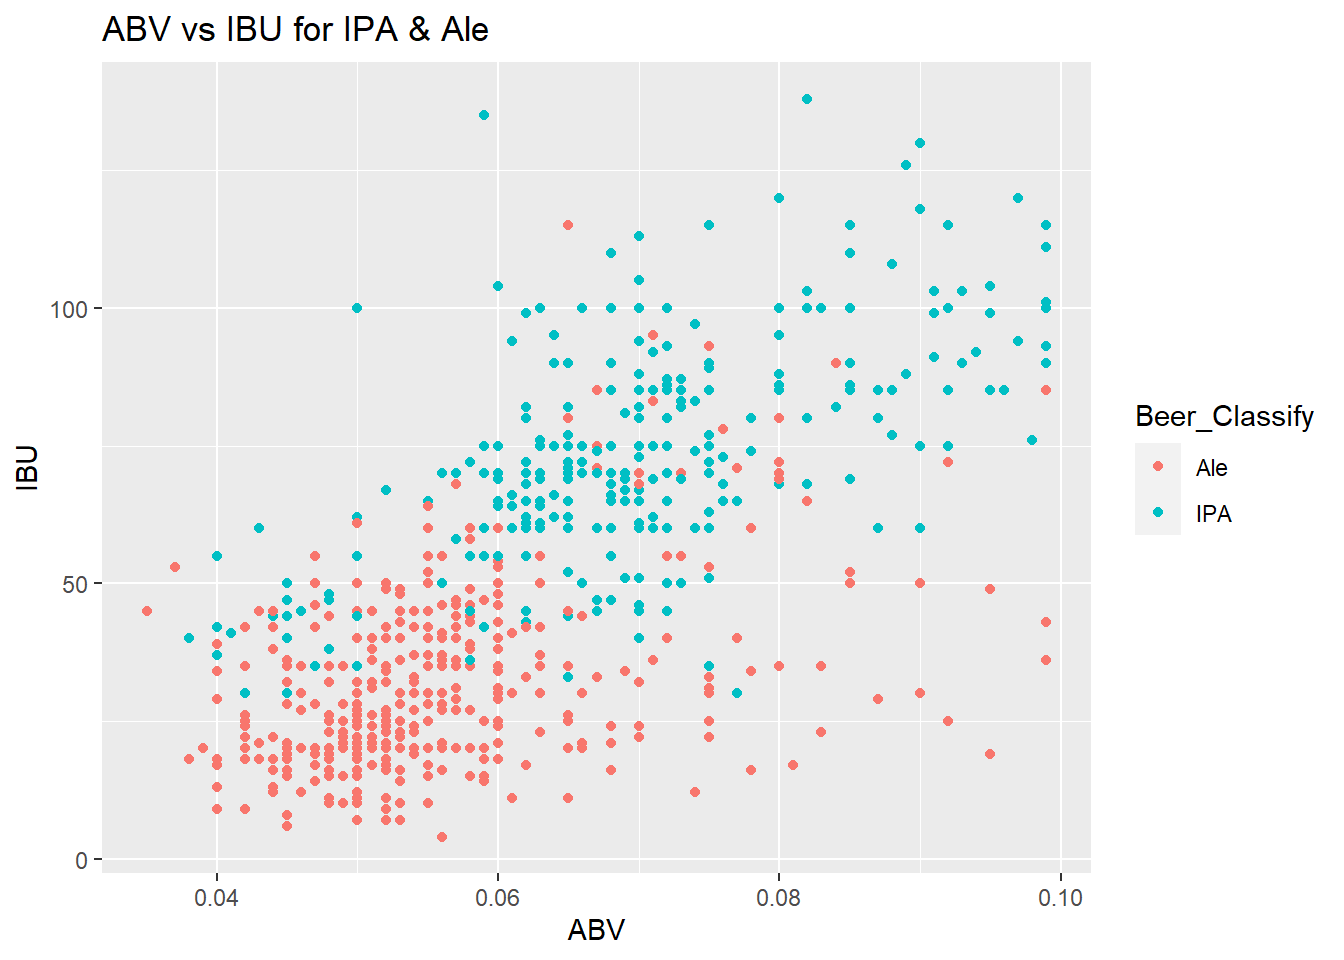 ABV vs IBU for IPA & Ale
IBU
100
50
0
0.04
0.06
0.08
0.10
ABV
Beer_Classify
Ale
IPA